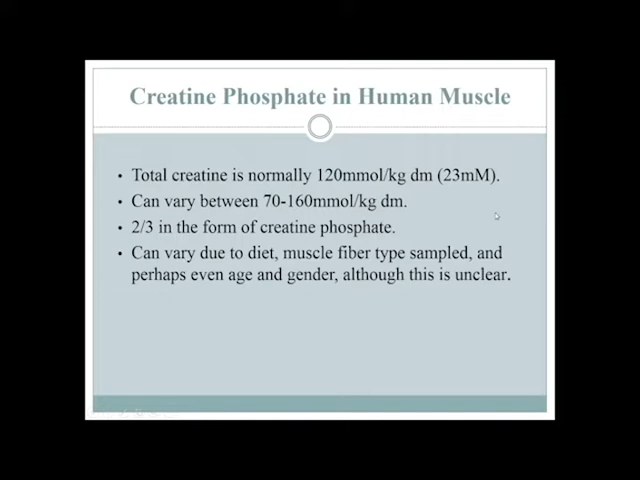 Creatine Phosphate in Human Muscle
• Total creatine is normally 120mmol/kg dm (23mM).
• Can vary between 70-160mmol/kg dm.
• 2/3 in the form of creatine phosphate.
• Can vary due to diet, muscle fiber type sampled, and
perhaps even age and gender, although this is unclear.